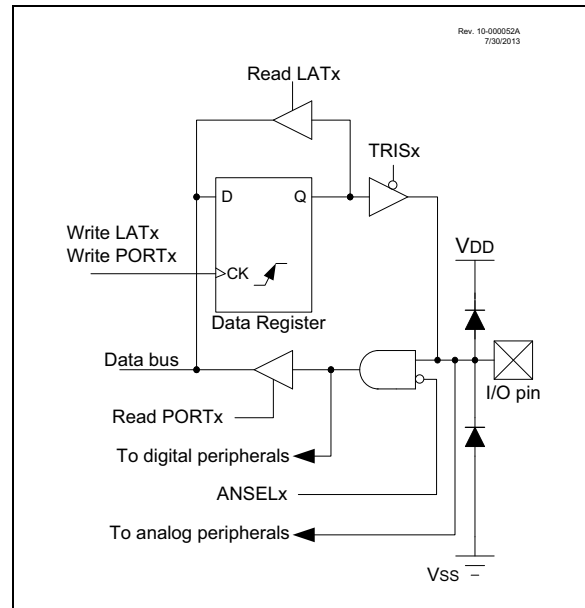 Rev. 10-000052A
7/30/2013
Read LATx
TRISx
D
Q
Write LATx
Write PORTx
CK
VDD
Data Register
Data bus
I/O pin
Read PORTx
To digital peripherals
ANSELx
To analog peripherals
VSS